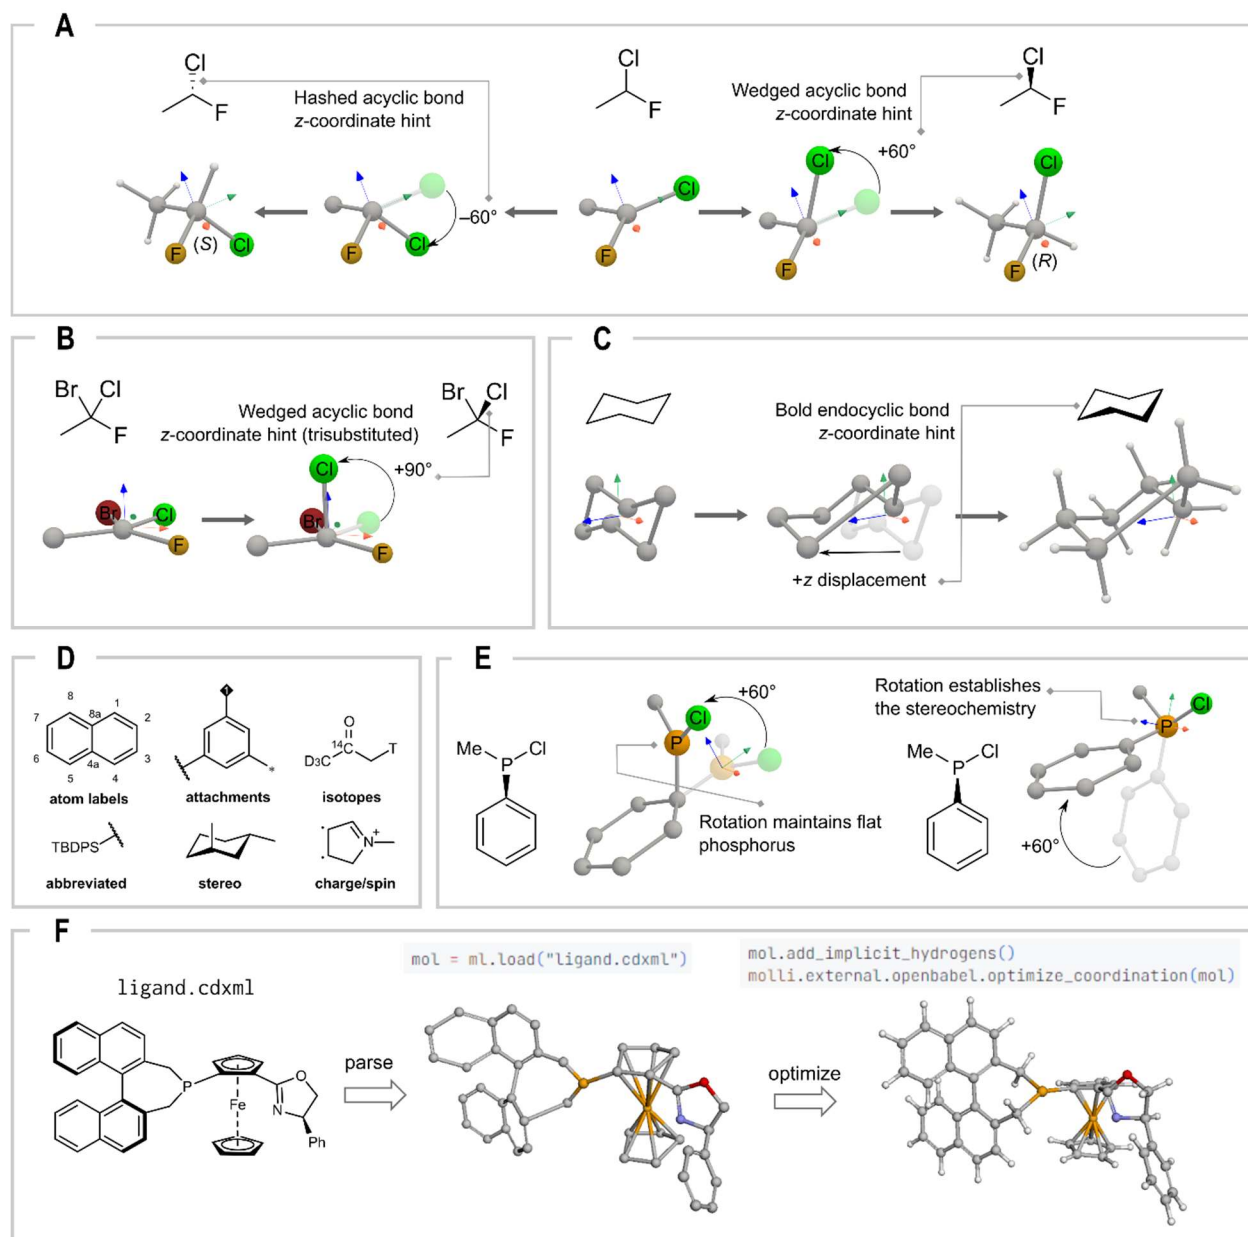 A
Cl
F
Hashed acyclic bond
z-coordinate hint
Cl
F
Wedged acyclic bond
z-coordinate hint
Cl
F
F
(S)
Cl
F
Cl
–60°
F
Cl
F
Cl
+60°
F
Cl
(R)
B
Br
Cl
F
Wedged acyclic bond
z-coordinate hint (trisubstituted)
Br
Cl
F
Br
Cl
F
Cl
Br
F
+90°
C
Bold endocyclic bond
z-coordinate hint
+z displacement
D
8
1
7
8a
2
6
4a
3
5
4
atom labels
1
*
attachments
O
14
D3C
T
isotopes
TBDPS
abbreviated
stereo
N+
charge/spin
E
Me
P
Cl
P
Cl
+60°
Rotation maintains flat
phosphorus
Rotation establishes
the stereochemistry
Me
P
Cl
P
Cl
+60°
F
ligand.cdxml
P
Fe
O
N
Ph
parse
mol = ml.load("ligand.cdxml")
optimize
mol.add_implicit_hydrogens()
molli.external.openbabel.optimize_coordination(mol)